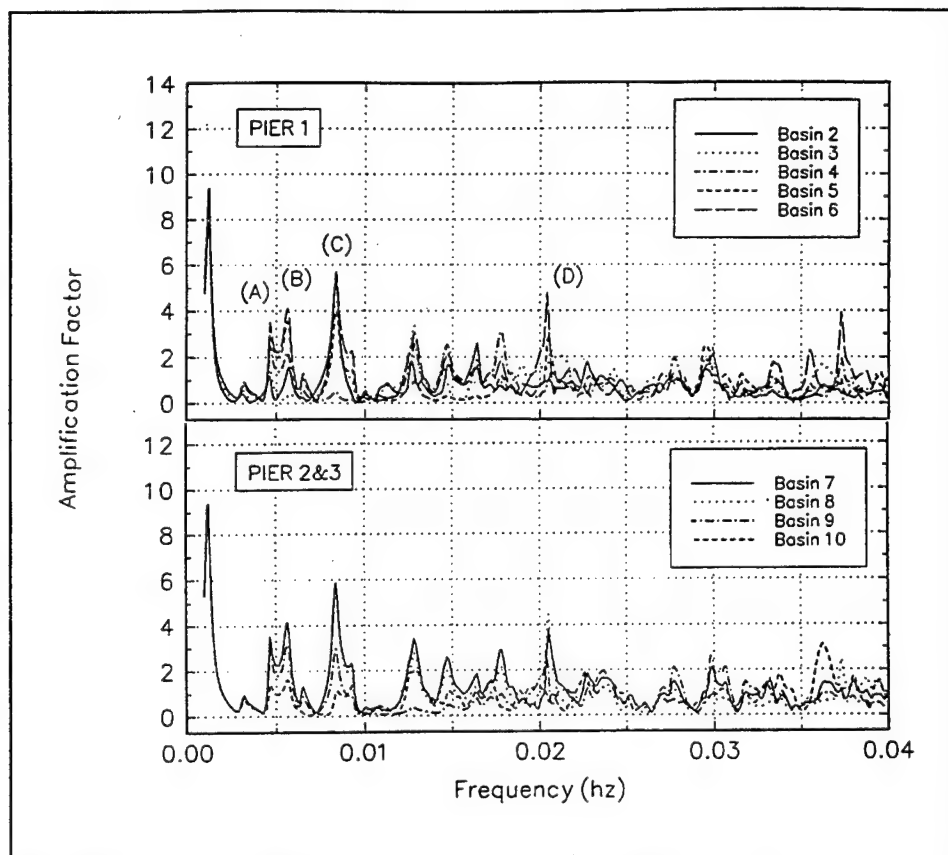 14
12
10
8
6
4
2
0
PIER 1
(A)
(B)
(C)
(D)
Basin 2
Basin 3
Basin 4
Basin 5
Basin 6
Amplification Factor
12
10
8
6
4
2
0
PIER 2&3
Basin 7
Basin 8
Basin 9
Basin 10
0.00
0.01
0.02
0.03
0.04
Frequency (hz)